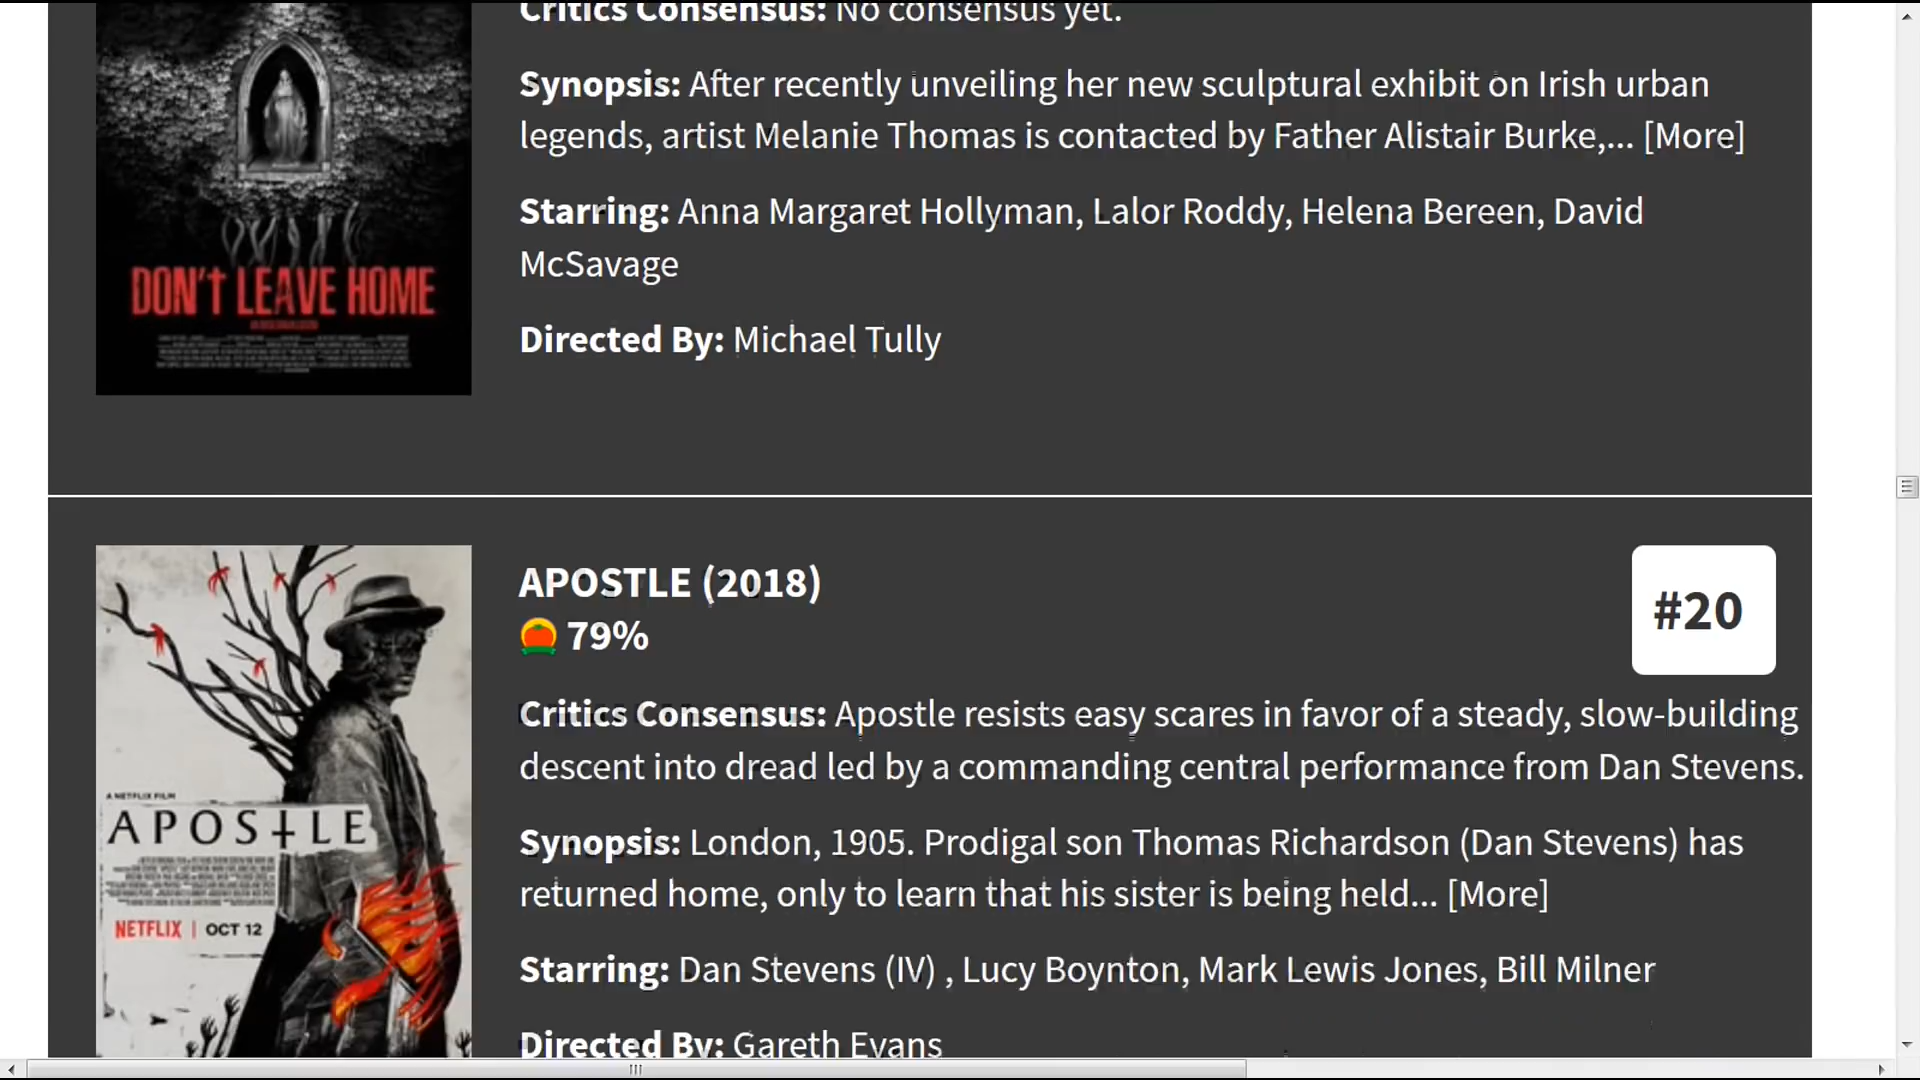 Critics Consensus: No consensus yet.
Synopsis: After recently unveiling her new sculptural exhibit on Irish urban
legends, artist Melanie Thomas is contacted by Father Alistair Burke,... [More]
Starring: Anna Margaret Hollyman, Lalor Roddy, Helena Bereen, David
McSavage
DON'T LEAVE HOME
Directed By: Michael Tully
APOSTLE (2018)
#20
79%
Critics Consensus: Apostle resists easy scares in favor of a steady, slow-building
descent into dread led by a commanding central performance from Dan Stevens.
A NETFLIX FILM
APOSTLE
Synopsis: London, 1905. Prodigal son Thomas Richardson (Dan Stevens) has
returned home, only to learn that his sister is being held... [More]
NETFLIX | OCT 12
Starring: Dan Stevens (IV) , Lucy Boynton, Mark Lewis Jones, Bill Milner
Directed By: Gareth Evans